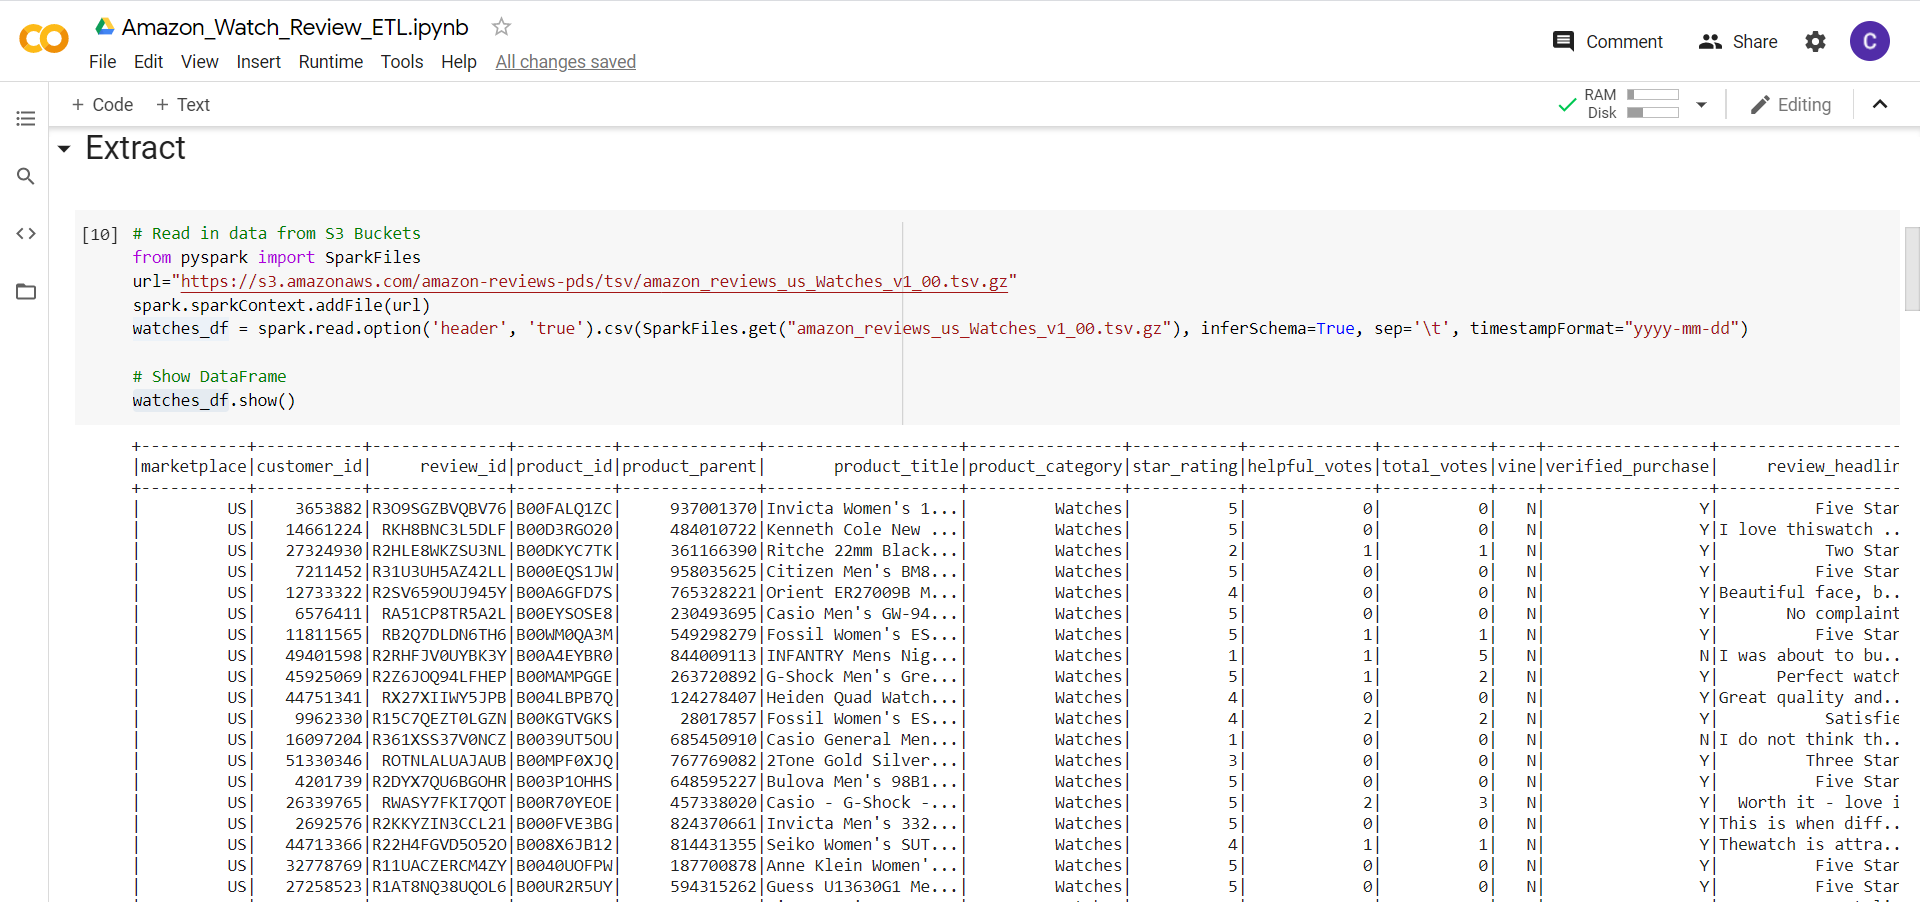 Amazon_Watch_Review_ETL.ipynb
File Edit View Insert Runtime Tools Help All changes saved
Comment Share C
+ Code + Text
RAM
Disk
Editing
Extract
[10] # Read in data from S3 Buckets
from pyspark import SparkFiles
url="https://s3.amazonaws.com/amazon-reviews-pds/tsv/amazon_reviews_us_Watches_v1_00.tsv.gz"
spark.sparkContext.addFile(url)
watches_df = spark.read.option('header', 'true').csv(SparkFiles.get("amazon_reviews_us_Watches_v1_00.tsv.gz"), inferSchema=True, sep='\t', timestampFormat="yyyy-mm-dd")
# Show DataFrame
watches_df.show()
+-----------+-----------+--------------+----------+--------------+--------------------+----------------+-----------+-------------+-----------+----+-----------------+--------------------
|marketplace|customer_id| review_id|product_id|product_parent| product_title|product_category|star_rating|helpful_votes|total_votes|vine|verified_purchase| review_headlin
+-----------+-----------+--------------+----------+--------------+--------------------+----------------+-----------+-------------+-----------+----+-----------------+--------------------
| US| 3653882|R3O9SGZBVQBV76|B00FALQ1ZC| 937001370|Invicta Women's 1...| Watches| 5| 0| 0| N| Y| Five Star
| US| 14661224| RKH8BNC3L5DLF|B00D3RGO20| 484010722|Kenneth Cole New ...| Watches| 5| 0| 0| N| Y|I love thiswatch ..
| US| 27324930|R2HLE8WKZSU3NL|B00DKYC7TK| 361166390|Ritche 22mm Black...| Watches| 2| 1| 1| N| Y| Two Star
| US| 7211452|R31U3UH5AZ42LL|B000EQS1JW| 958035625|Citizen Men's BM8...| Watches| 5| 0| 0| N| Y| Five Star
| US| 12733322|R2SV659OUJ945Y|B00A6GFD7S| 765328221|Orient ER27009B M...| Watches| 4| 0| 0| N| Y|Beautiful face, b..
| US| 6576411| RA51CP8TR5A2L|B00EYSOSE8| 230493695|Casio Men's GW-94...| Watches| 5| 0| 0| N| Y| No complaint
| US| 11811565| RB2Q7DLDN6TH6|B00WM0QA3M| 549298279|Fossil Women's ES...| Watches| 5| 1| 1| N| Y| Five Star
| US| 49401598|R2RHFJV0UYBK3Y|B00A4EYBR0| 844009113|INFANTRY Mens Nig...| Watches| 1| 1| 5| N| N|I was about to bu..
| US| 45925069|R2Z6JOQ94LFHEP|B00MAMPGGE| 263720892|G-Shock Men's Gre...| Watches| 5| 1| 2| N| Y| Perfect watch
| US| 44751341| RX27XIIWY5JPB|B004LBPB7Q| 124278407|Heiden Quad Watch...| Watches| 4| 0| 0| N| Y|Great quality and..
| US| 9962330|R15C7QEZT0LGZN|B00KGTVGKS| 28017857|Fossil Women's ES...| Watches| 4| 2| 2| N| Y| Satisfie
| US| 16097204|R361XSS37V0NCZ|B0039UT5OU| 685450910|Casio General Men...| Watches| 1| 0| 0| N| N|I do not think th..
| US| 51330346| ROTNLALUAJAUB|B00MPF0XJQ| 767769082|2Tone Gold Silver...| Watches| 3| 0| 0| N| Y| Three Star
| US| 4201739|R2DYX7QU6BGOHR|B003P1OHHS| 648595227|Bulova Men's 98B1...| Watches| 5| 0| 0| N| Y| Five Star
| US| 26339765| RWASY7FKI7QOT|B00R70YEOE| 457338020|Casio - G-Shock -...| Watches| 5| 2| 3| N| Y| Worth it - love i
| US| 2692576|R2KKYZIN3CCL21|B000FVE3BG| 824370661|Invicta Men's 332...| Watches| 5| 0| 0| N| Y|This is when diff..
| US| 44713366|R22H4FGVD5O52O|B008X6JB12| 814431355|Seiko Women's SUT...| Watches| 4| 1| 1| N| Y|Thewatch is attra..
| US| 32778769|R11UACZERCM4ZY|B0040UOFPW| 187700878|Anne Klein Women'...| Watches| 5| 0| 0| N| Y| Five Star
| US| 27258523|R1AT8NQ38UQOL6|B00UR2R5UY| 594315262|Guess U13630G1 Me...| Watches| 5| 0| 0| N| Y| Five Star